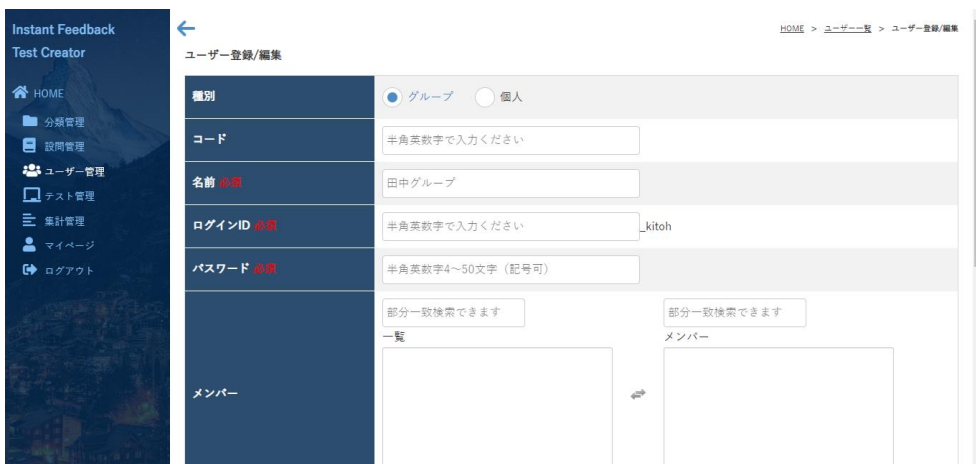 Instant Feedback
Test Creator
HOME
分類管理
設問管理
ユーザー管理
テスト管理
集計管理
マイページ
ログアウト
HOME > ユーザー一覧 > ユーザー登録/編集
ユーザー登録/編集
種別 グループ 個人
コード 半角英数字で入力ください
名前 必須 田中グループ
ログインID 必須 半角英数字で入力ください _kitoh
パスワード 必須 半角英数字4〜50文字（記号可）
部分一致検索できます 部分一致検索できます
一覧 メンバー
メンバー